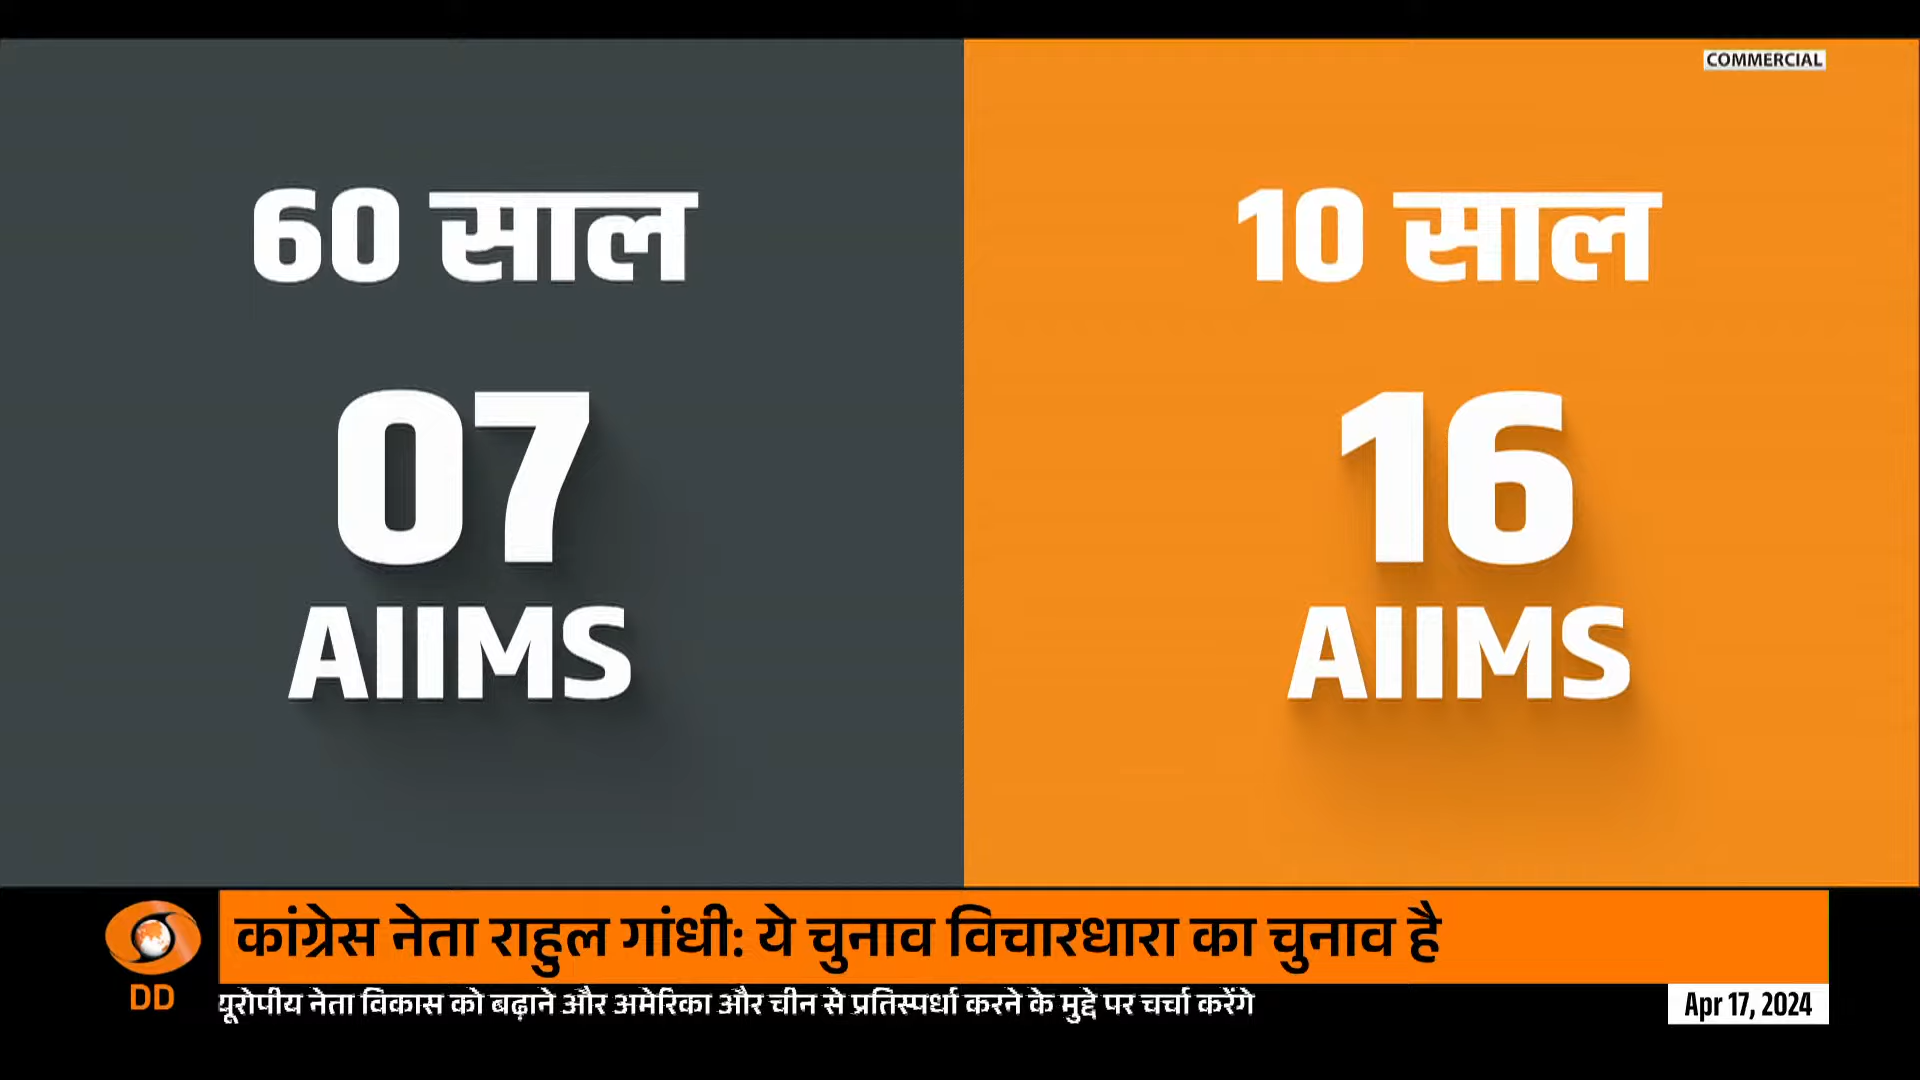 COMMERCIAL
60 साल
07
AIIMS
10 साल
16
AIIMS
कांग्रेस नेता राहुल गांधी: ये चुनाव विचारधारा का चुनाव है
DD
यूरोपीय नेता विकास को बढ़ाने और अमेरिका और चीन से प्रतिस्पर्धा करने के मुद्दे पर चर्चा करेंगे
Apr 17, 2024